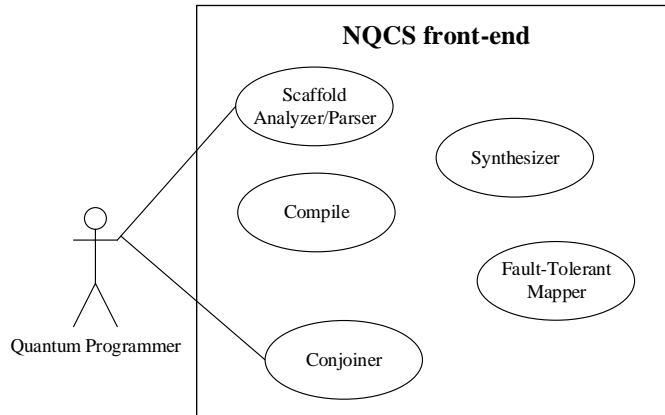 NQCS front-end
Scaffold
Analyzer/Parser
Synthesizer
Compile
Fault-Tolerant
Mapper
Quantum Programmer
Conjoiner